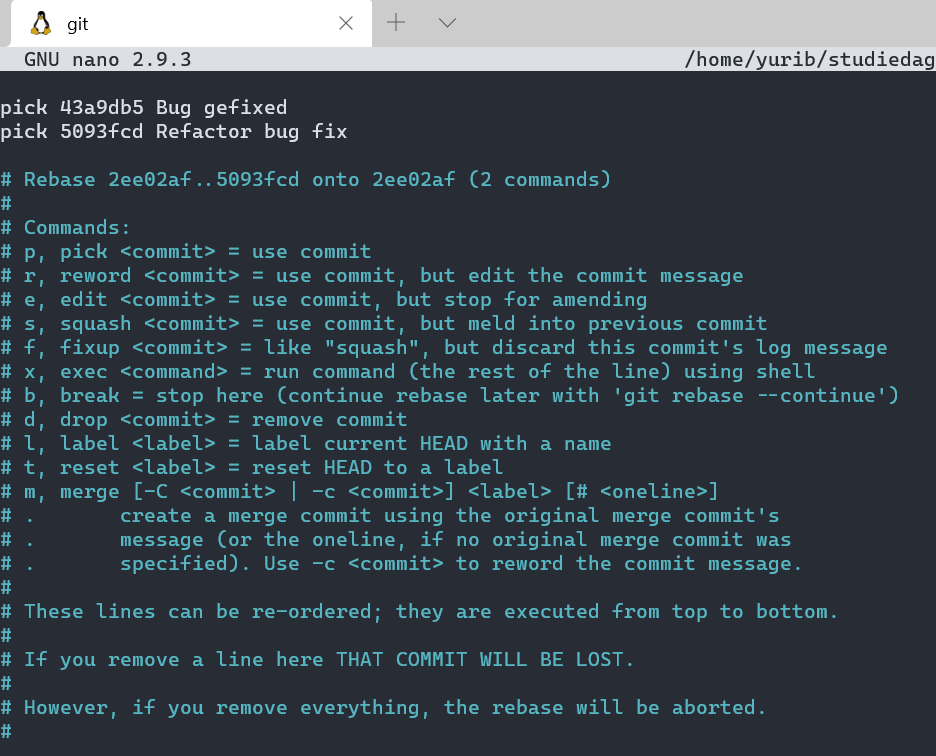 git
GNU nano 2.9.3 /home/yurib/studiedag
pick 43a9db5 Bug gefixed
pick 5093fcd Refactor bug fix
# Rebase 2ee02af..5093fcd onto 2ee02af (2 commands)
#
# Commands:
# p, pick <commit> = use commit
# r, reword <commit> = use commit, but edit the commit message
# e, edit <commit> = use commit, but stop for amending
# s, squash <commit> = use commit, but meld into previous commit
# f, fixup <commit> = like "squash", but discard this commit's log message
# x, exec <command> = run command (the rest of the line) using shell
# b, break = stop here (continue rebase later with 'git rebase --continue')
# d, drop <commit> = remove commit
# l, label <label> = label current HEAD with a name
# t, reset <label> = reset HEAD to a label
# m, merge [-C <commit> | -c <commit>] <label> [# <oneline>]
# .       create a merge commit using the original merge commit's
# .       message (or the oneline, if no original merge commit was
# .       specified). Use -c <commit> to reword the commit message.
#
# These lines can be re-ordered; they are executed from top to bottom.
#
# If you remove a line here THAT COMMIT WILL BE LOST.
#
# However, if you remove everything, the rebase will be aborted.
#